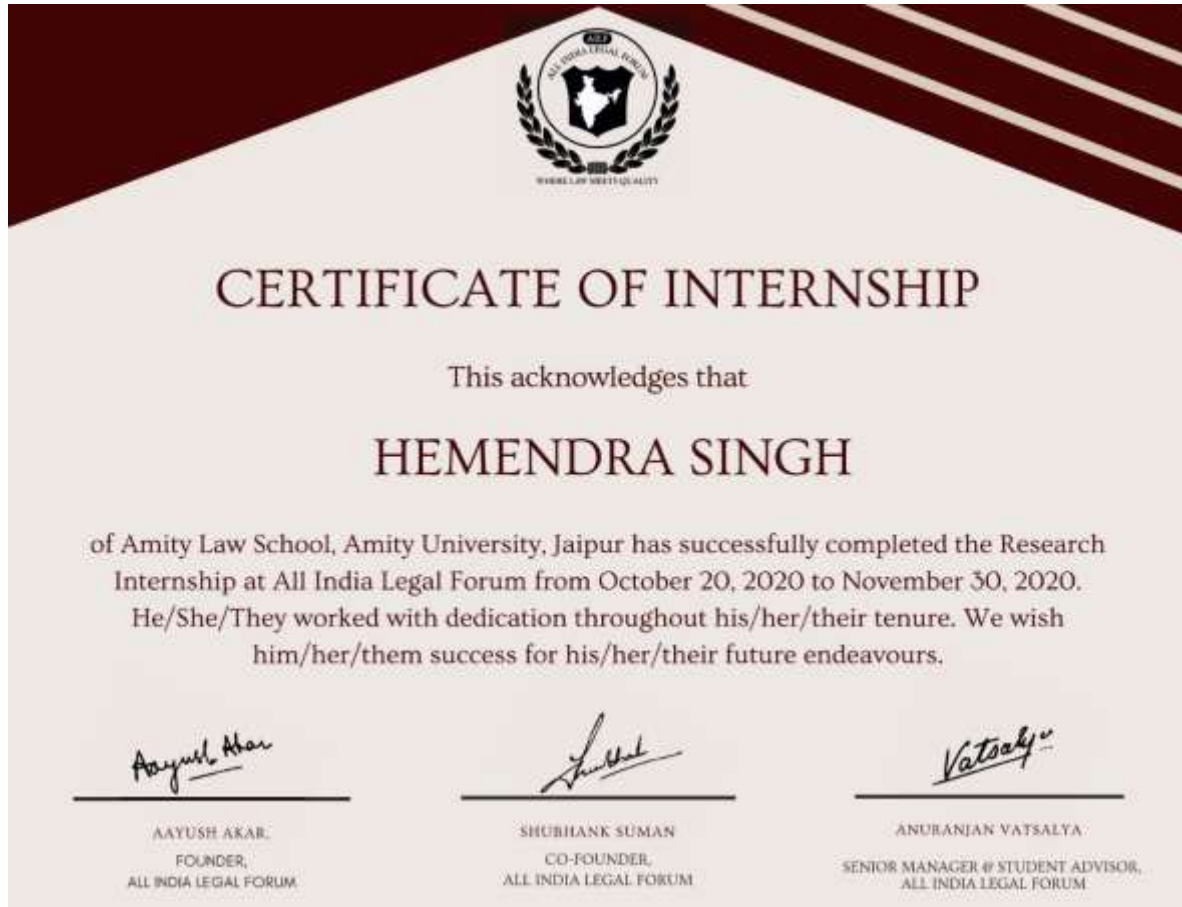 AILF
ALL INDIA LEGAL FORUM
WHERE LAW MEETS QUALITY
CERTIFICATE OF INTERNSHIP
This acknowledges that
HEMENDRA SINGH
of Amity Law School, Amity University, Jaipur has successfully completed the Research
Internship at All India Legal Forum from October 20, 2020 to November 30, 2020.
He/She/They worked with dedication throughout his/her/their tenure. We wish
him/her/them success for his/her/their future endeavours.
Aayush Akar
Shubhank
Vatsalya
AAYUSH AKAR,
FOUNDER,
ALL INDIA LEGAL FORUM
SHUBHANK SUMAN
CO-FOUNDER,
ALL INDIA LEGAL FORUM
ANURANJAN VATSALYA
SENIOR MANAGER & STUDENT ADVISOR,
ALL INDIA LEGAL FORUM